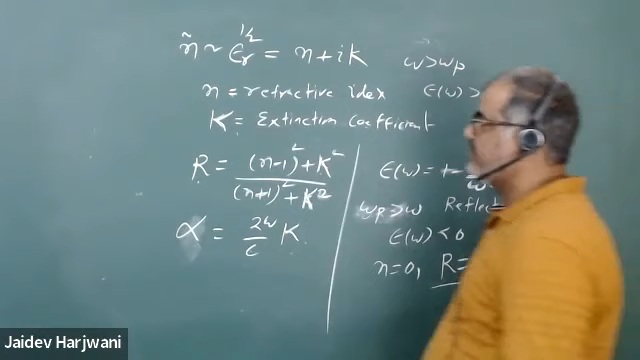 ñ ~ εr^1/2 = n + iK
n = refractive idex
K = Extinction coefficient
R = (n-1)² + K² / (n+1)² + K²
α = 2ω/c K.
ω > ωp
ε(ω) >
ε(ω) = 1 -
ωp > ω Reflect
ε(ω) < 0
n = 0, R =
Jaidev Harjwani